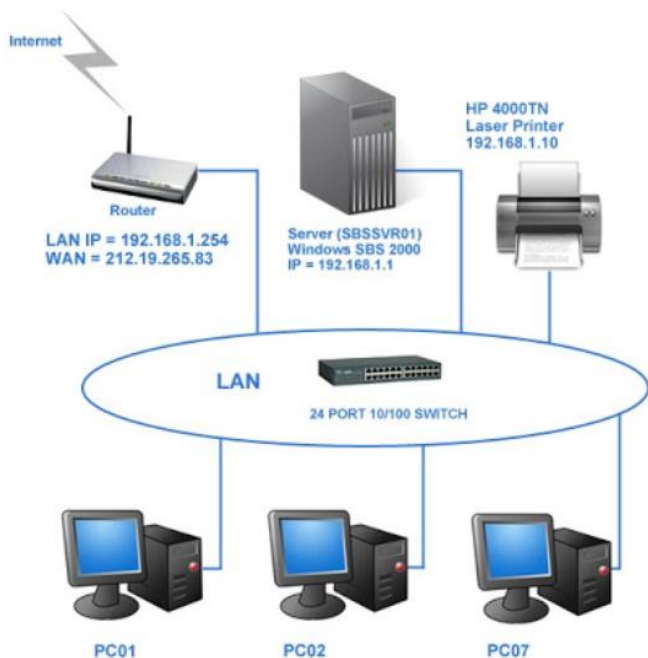 Internet
Router
LAN IP = 192.168.1.254
WAN = 212.19.265.83
Server (SBSSVR01)
Windows SBS 2000
IP = 192.168.1.1
HP 4000TN
Laser Printer
192.168.1.10
LAN
24 PORT 10/100 SWITCH
PC01
PC02
PC07